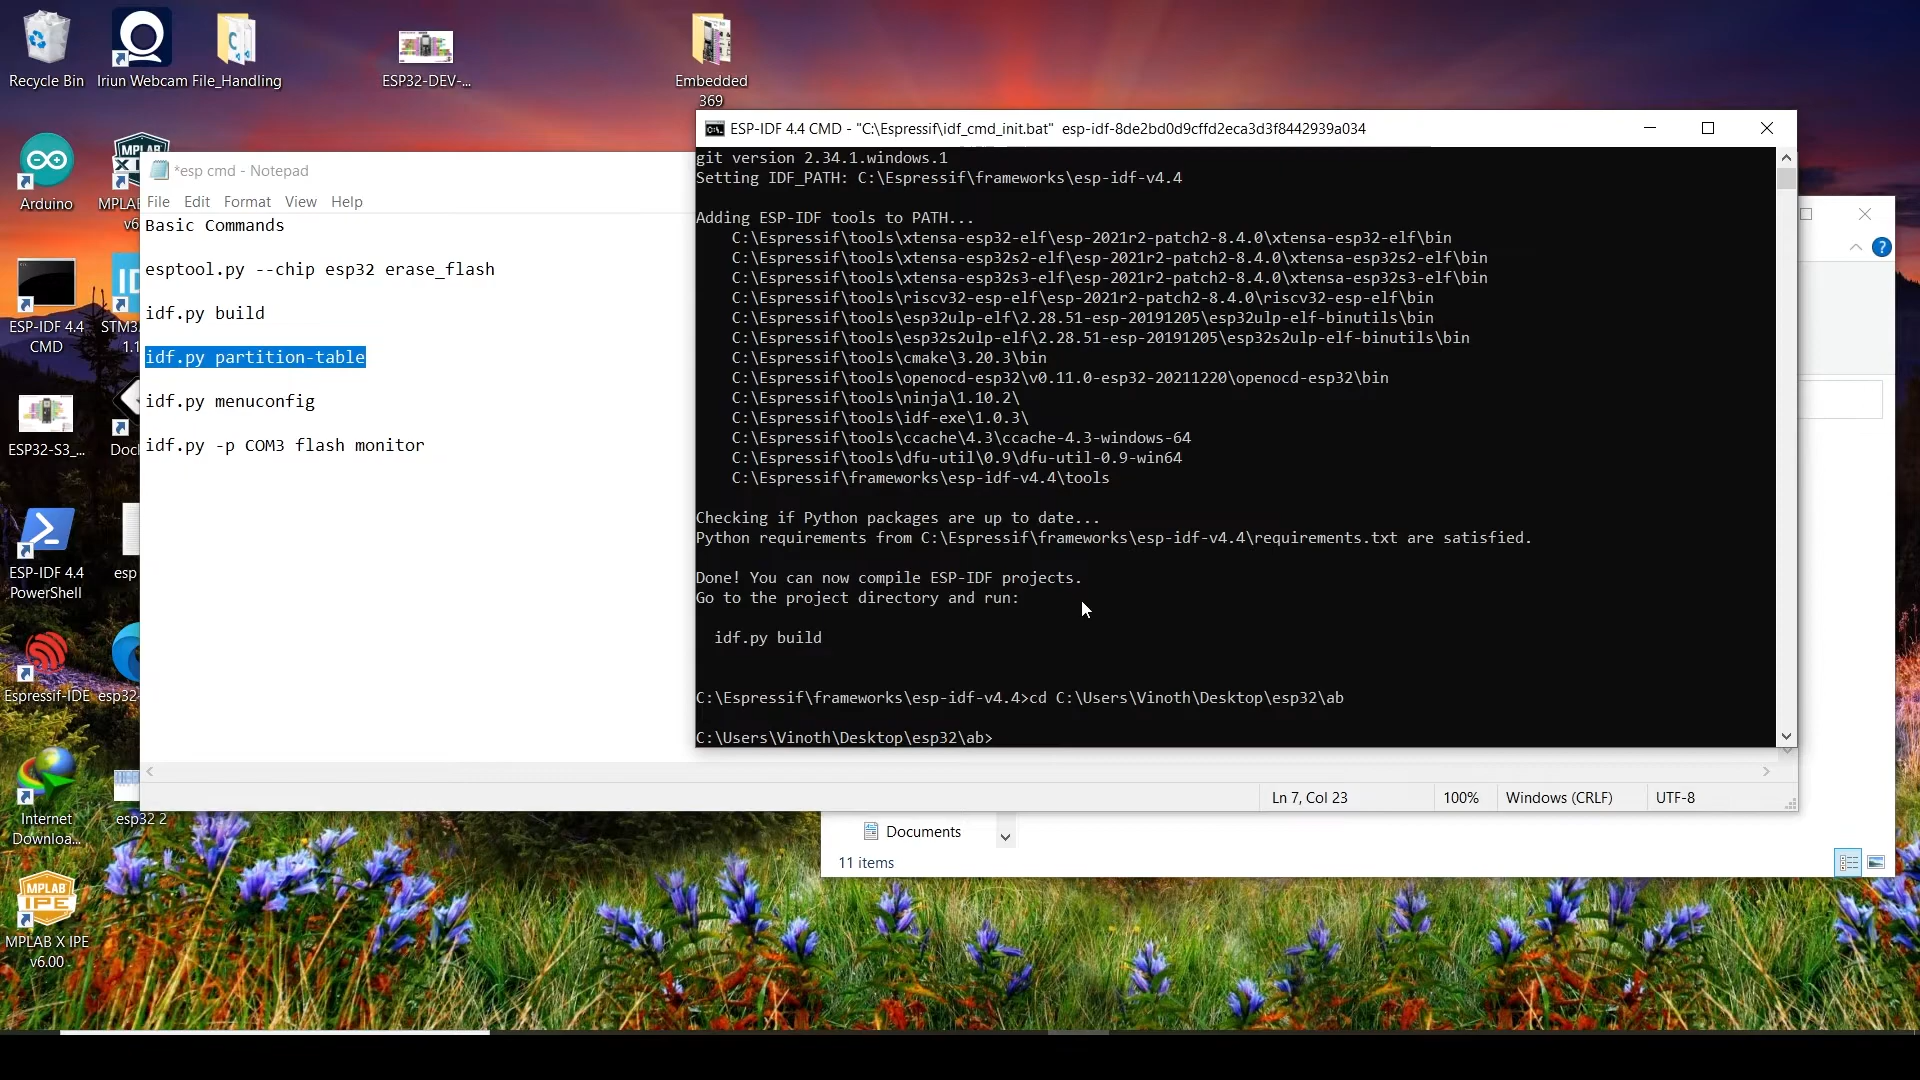 Recycle Bin
Iriun Webcam
File_Handling
ESP32-DEV-...
Embedded
369
Arduino
MPLAB
v6
ESP-IDF 4.4
CMD
STM3
1.1
ESP32-S3_...
Doc
ESP-IDF 4.4
PowerShell
esp
Espressif-IDE
esp32-
Internet
Downloa...
esp32 2
MPLAB X IPE
v6.00
MPLAB
XI
ID
MPLAB
IPE
*esp cmd - Notepad
File Edit Format View Help
Basic Commands
esptool.py --chip esp32 erase_flash
idf.py build
idf.py partition-table
idf.py menuconfig
idf.py -p COM3 flash monitor
Ln 7, Col 23 100% Windows (CRLF) UTF-8
ESP-IDF 4.4 CMD - "C:\Espressif\idf_cmd_init.bat" esp-idf-8de2bd0d9cffd2eca3d3f8442939a034
git version 2.34.1.windows.1
Setting IDF_PATH: C:\Espressif\frameworks\esp-idf-v4.4
Adding ESP-IDF tools to PATH...
C:\Espressif\tools\xtensa-esp32-elf\esp-2021r2-patch2-8.4.0\xtensa-esp32-elf\bin
C:\Espressif\tools\xtensa-esp32s2-elf\esp-2021r2-patch2-8.4.0\xtensa-esp32s2-elf\bin
C:\Espressif\tools\xtensa-esp32s3-elf\esp-2021r2-patch2-8.4.0\xtensa-esp32s3-elf\bin
C:\Espressif\tools\riscv32-esp-elf\esp-2021r2-patch2-8.4.0\riscv32-esp-elf\bin
C:\Espressif\tools\esp32ulp-elf\2.28.51-esp-20191205\esp32ulp-elf-binutils\bin
C:\Espressif\tools\esp32s2ulp-elf\2.28.51-esp-20191205\esp32s2ulp-elf-binutils\bin
C:\Espressif\tools\cmake\3.20.3\bin
C:\Espressif\tools\openocd-esp32\v0.11.0-esp32-20211220\openocd-esp32\bin
C:\Espressif\tools\ninja\1.10.2\
C:\Espressif\tools\idf-exe\1.0.3\
C:\Espressif\tools\ccache\4.3\ccache-4.3-windows-64
C:\Espressif\tools\dfu-util\0.9\dfu-util-0.9-win64
C:\Espressif\frameworks\esp-idf-v4.4\tools
Checking if Python packages are up to date...
Python requirements from C:\Espressif\frameworks\esp-idf-v4.4\requirements.txt are satisfied.
Done! You can now compile ESP-IDF projects.
Go to the project directory and run:
idf.py build
C:\Espressif\frameworks\esp-idf-v4.4>cd C:\Users\Vinoth\Desktop\esp32\ab
C:\Users\Vinoth\Desktop\esp32\ab>
Documents
11 items